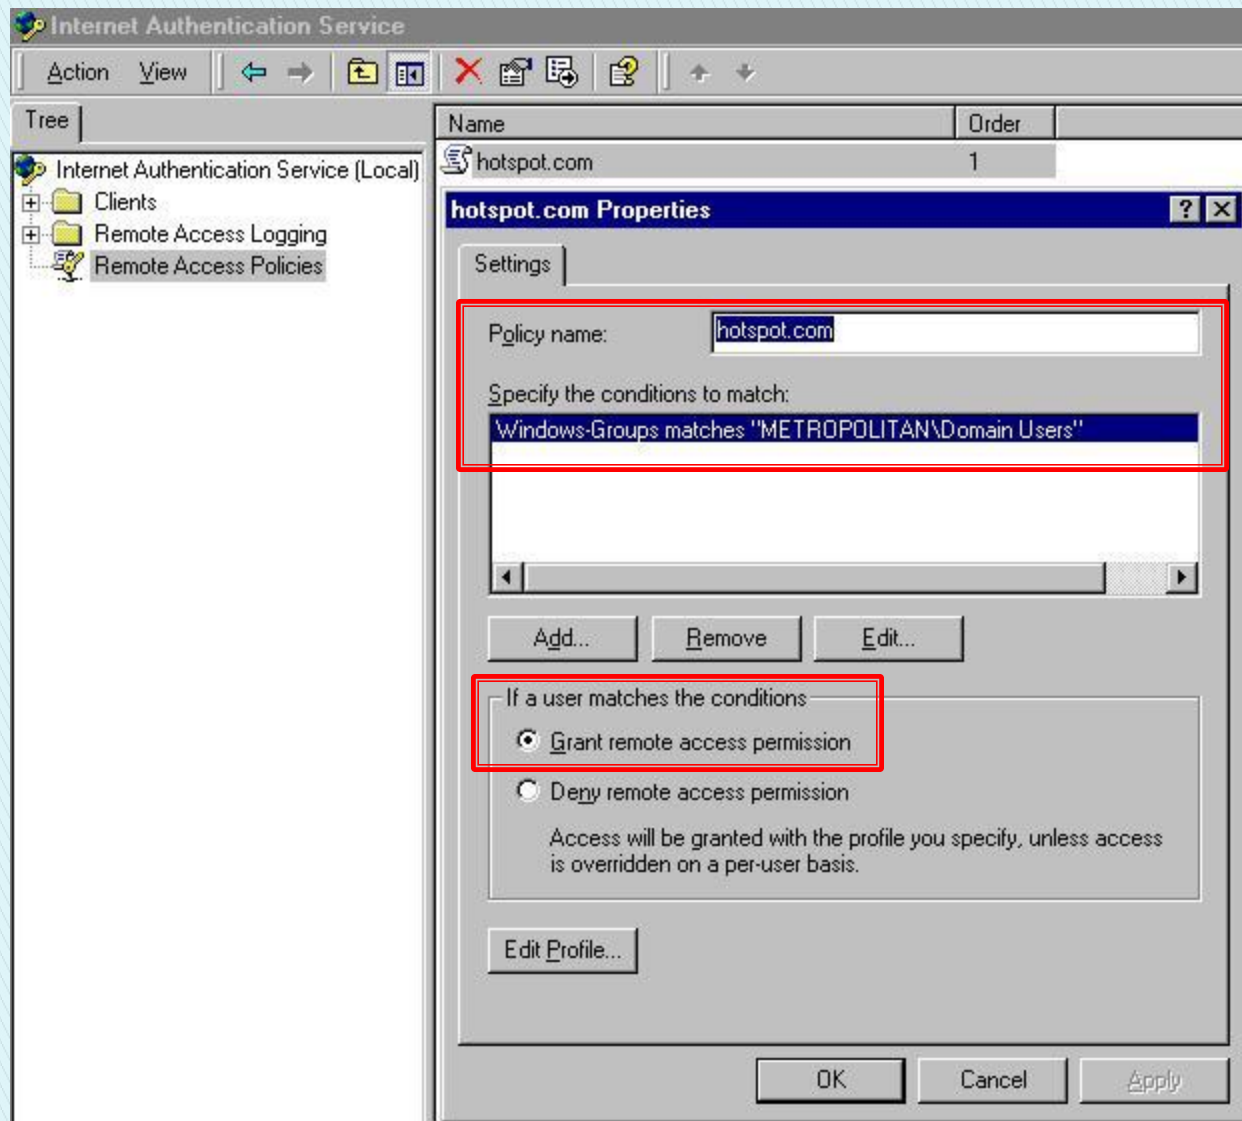 Internet Authentication Service
Action View
Tree
Name Order
Internet Authentication Service (Local)
hotspot.com 1
Clients
Remote Access Logging
Remote Access Policies
hotspot.com Properties
Settings
Policy name: hotspot.com
Specify the conditions to match:
Windows-Groups matches "METROPOLITAN\Domain Users"
Add... Remove Edit...
If a user matches the conditions
Grant remote access permission
Deny remote access permission
Access will be granted with the profile you specify, unless access
is overridden on a per-user basis.
Edit Profile...
OK Cancel Apply